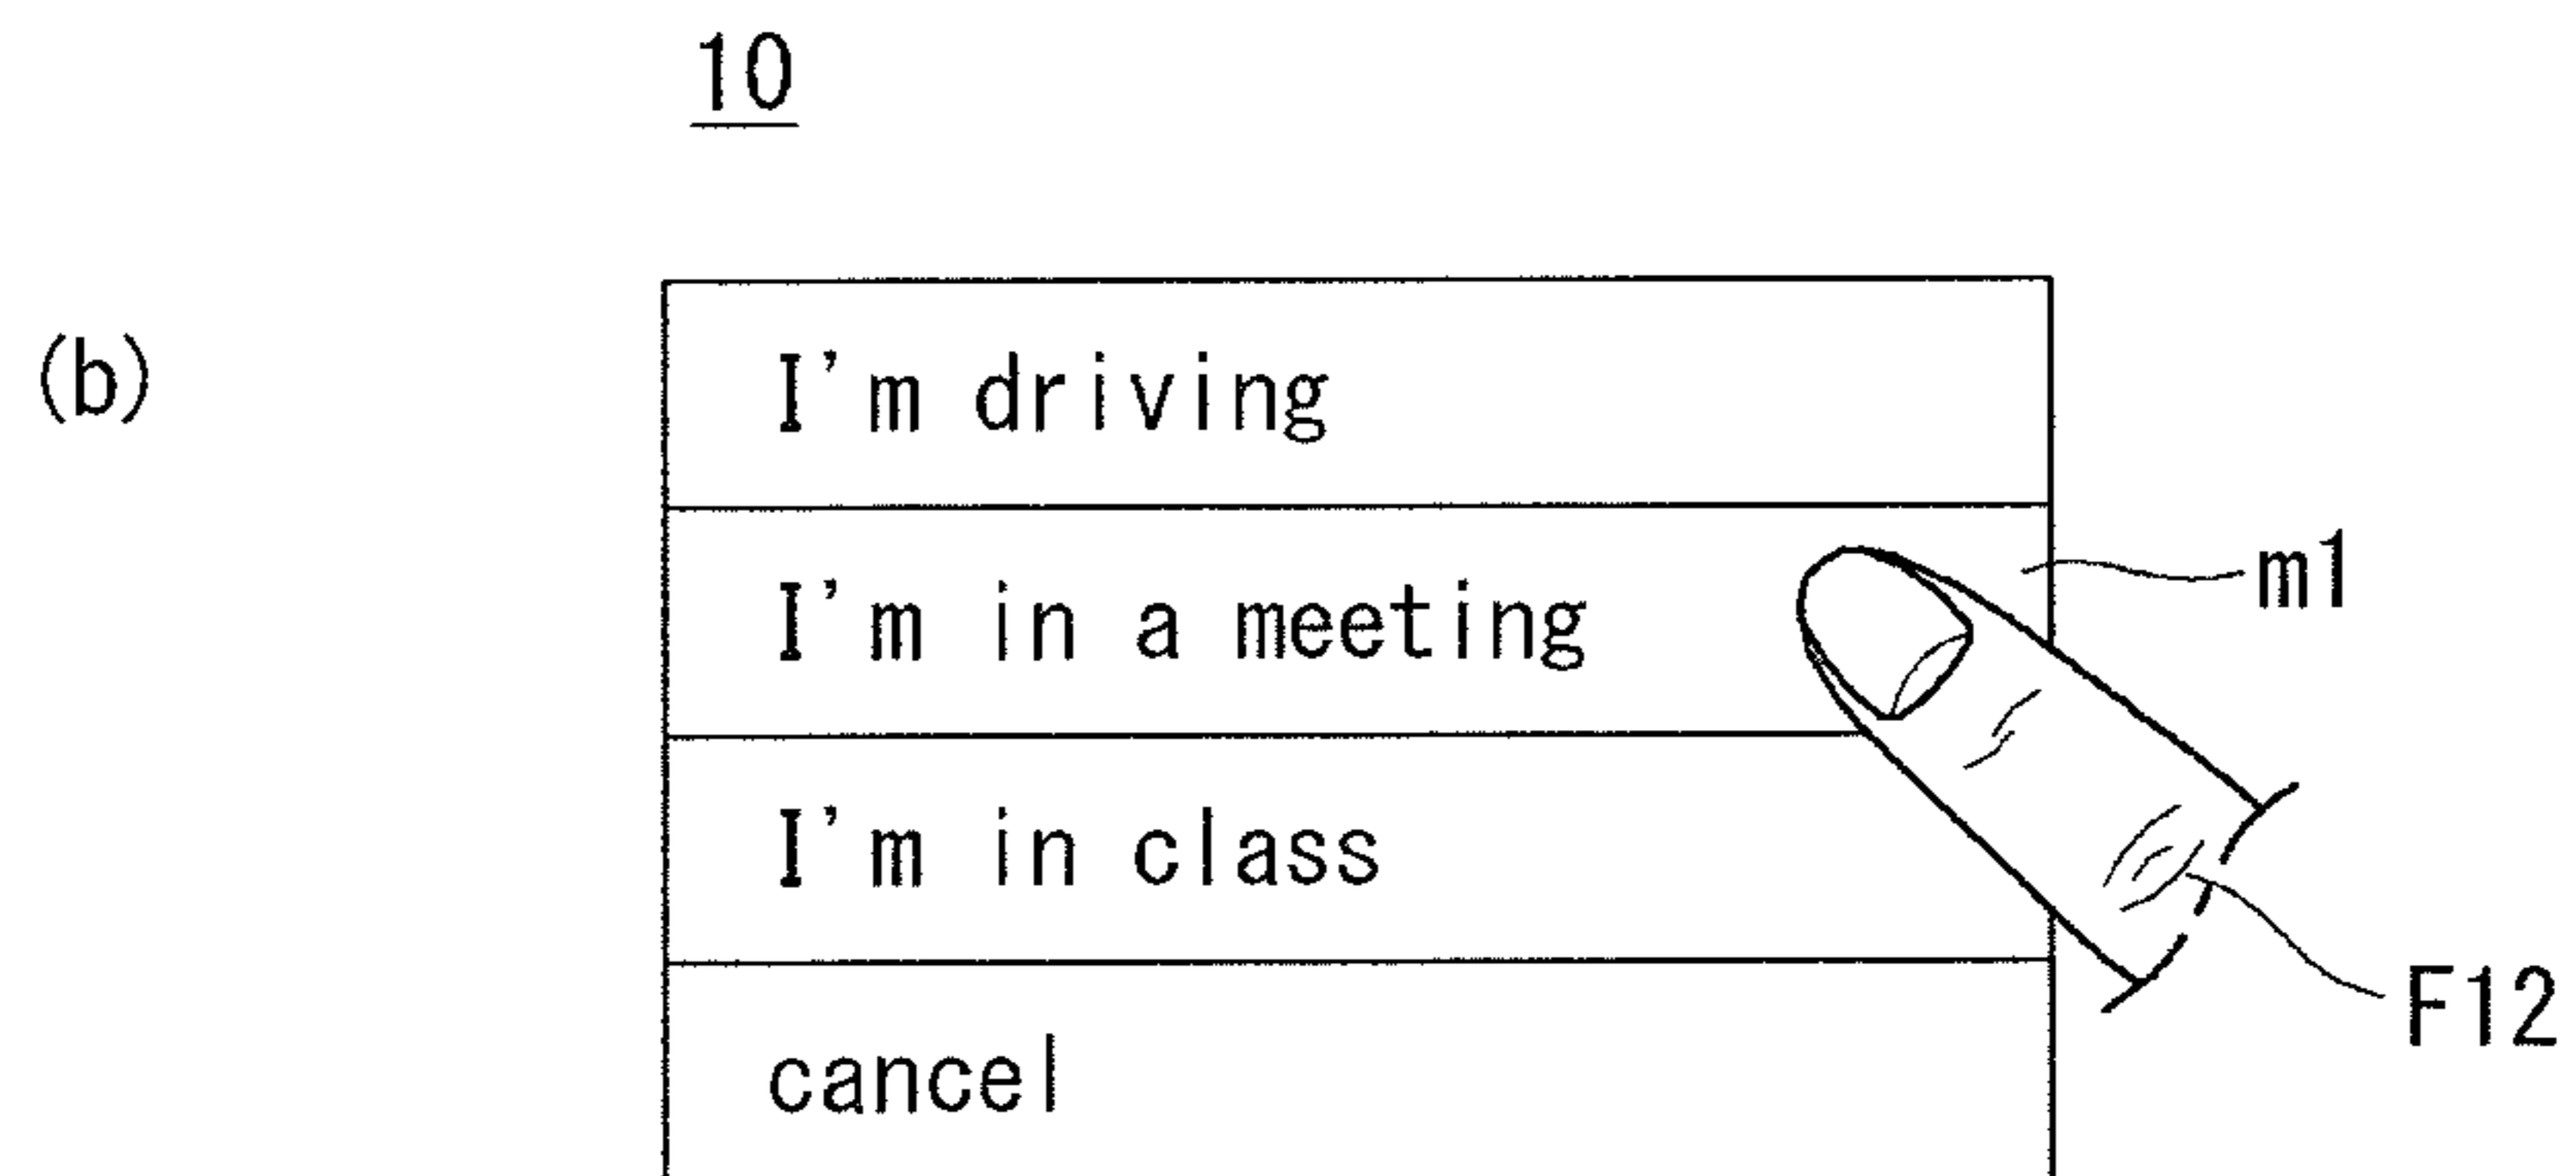 10
(b)
I'm driving
I'm in a meeting
m1
I'm in class
F12
cancel